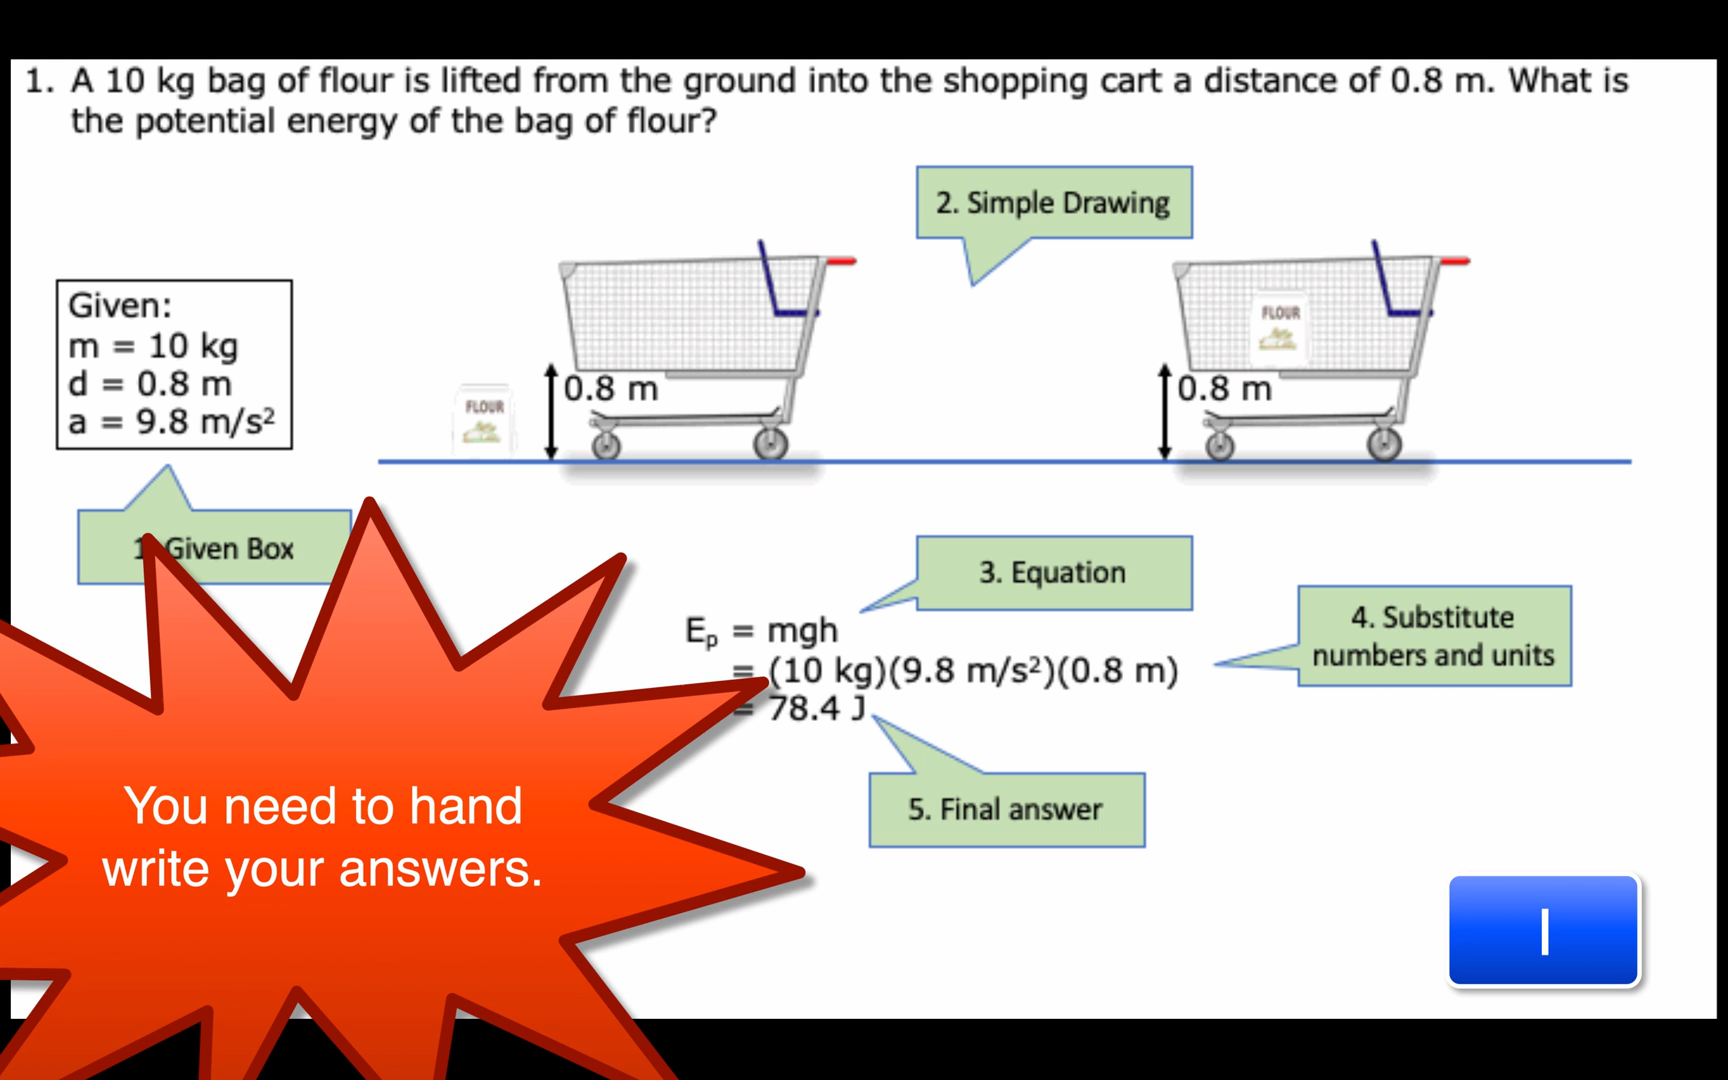 1. A 10 kg bag of flour is lifted from the ground into the shopping cart a distance of 0.8 m. What is
the potential energy of the bag of flour?
2. Simple Drawing
Given:
m = 10 kg
d = 0.8 m
a = 9.8 m/s²
FLOUR
0.8 m
FLOUR
0.8 m
1. Given Box
3. Equation
Eₚ = mgh
= (10 kg)(9.8 m/s²)(0.8 m)
= 78.4 J
4. Substitute
numbers and units
5. Final answer
You need to hand
write your answers.
|